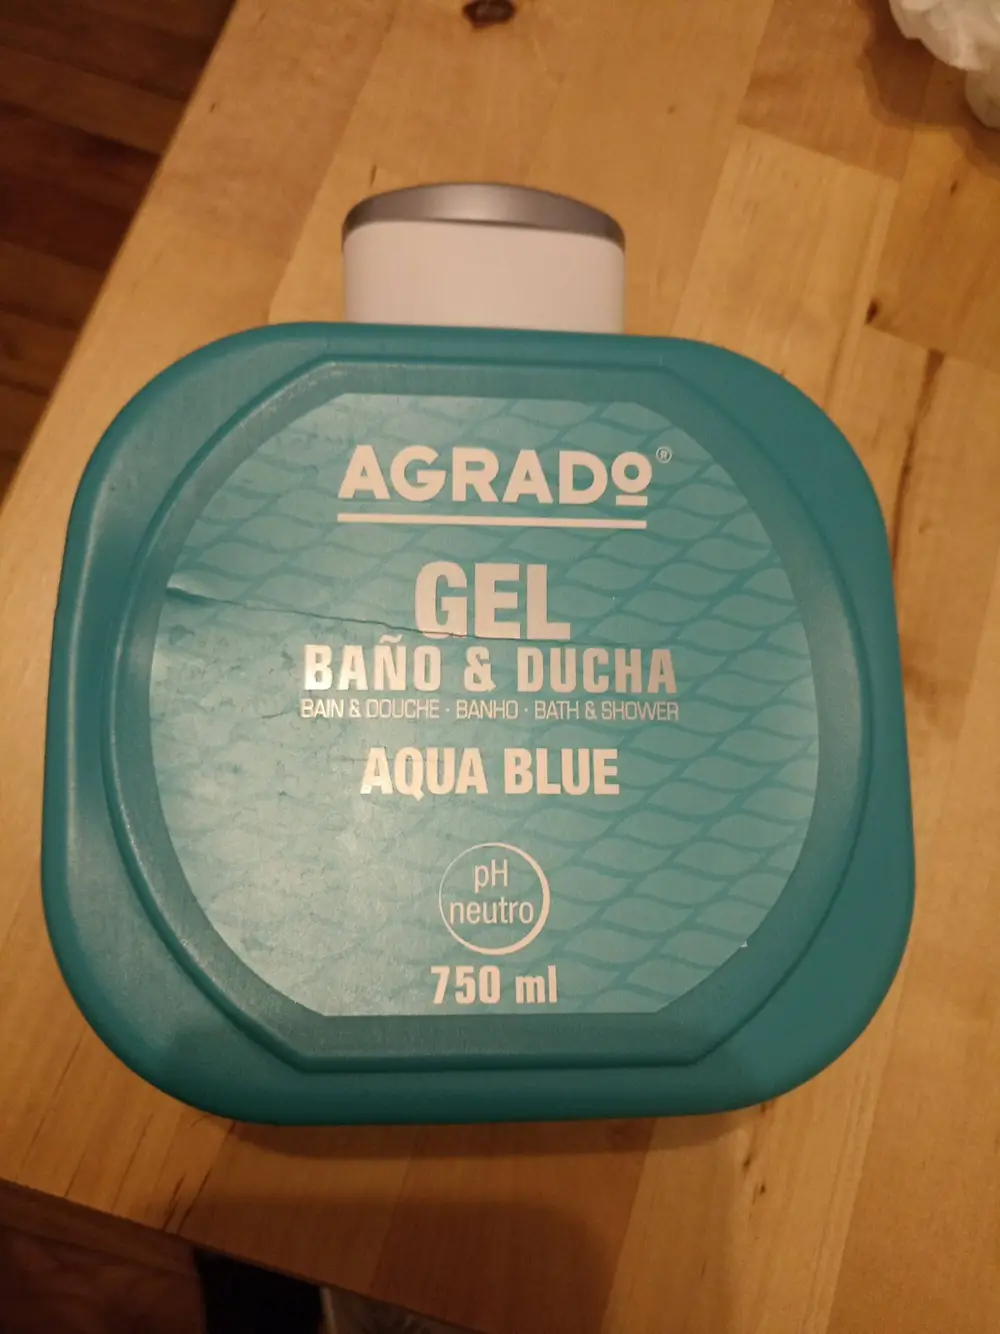 AGRADO®
GEL
BAÑO & DUCHA
BAIN & DOUCHE · BANHO · BATH & SHOWER
AQUA BLUE
pH
neutro
750 ml